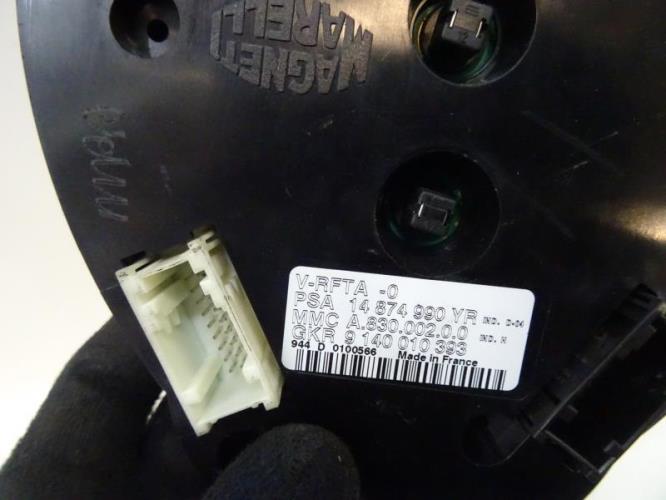 MAGNETI
MARELLI
V-RFTA -0
PSA 14 874 990 YR IND. D-04
MMC A.830.002.0.0
GKR 9 140 010 393 IND. H
944 D 0100566 Made in France